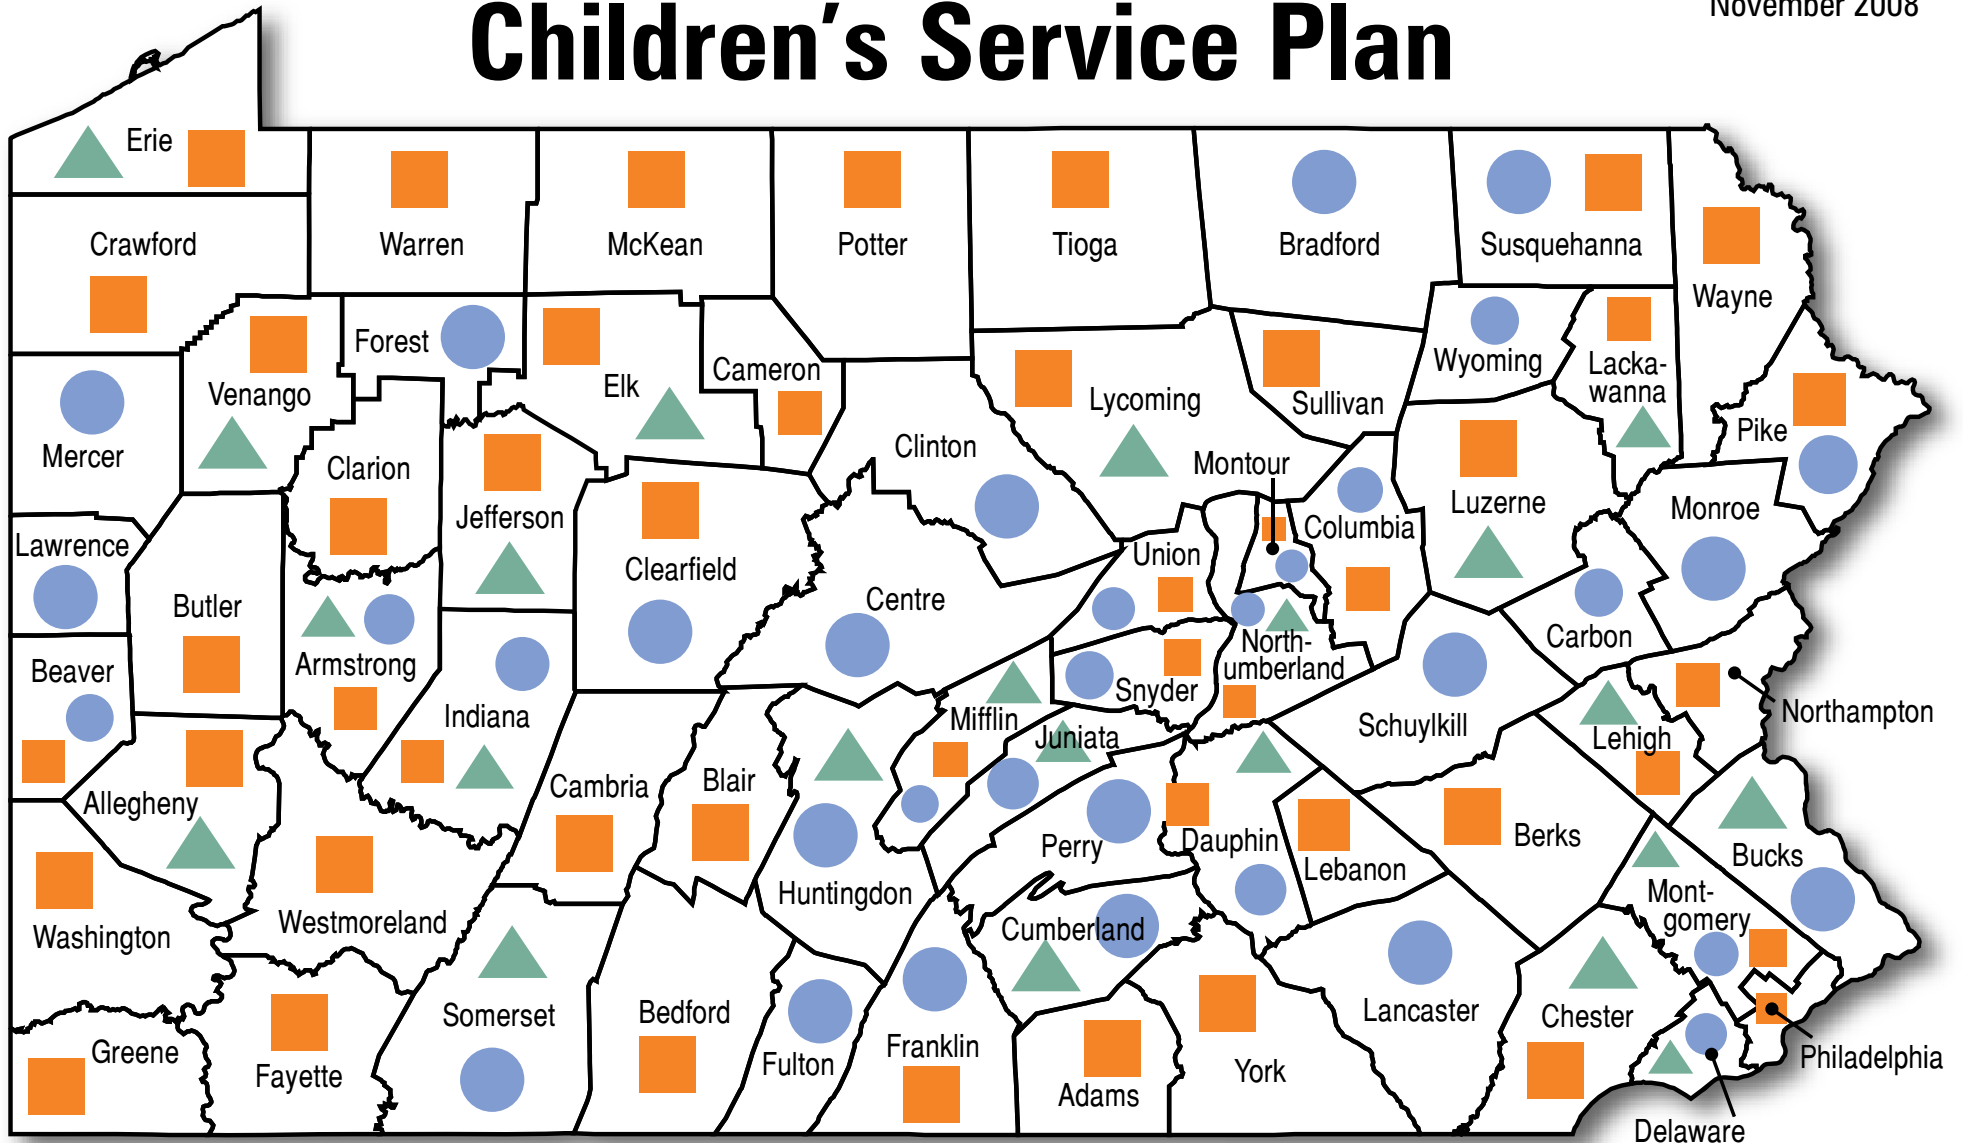 November 2008
Children's Service Plan
Erie
Crawford
Warren
McKean
Potter
Tioga
Bradford
Susquehanna
Wayne
Forest
Venango
Elk
Cameron
Lycoming
Sullivan
Wyoming
Lacka-
wanna
Pike
Mercer
Clarion
Jefferson
Clinton
Montour
Columbia
Luzerne
Monroe
Lawrence
Butler
Armstrong
Clearfield
Centre
Union
North-
umberland
Carbon
Beaver
Indiana
Snyder
Mifflin
Juniata
Schuylkill
Lehigh
Northampton
Allegheny
Cambria
Blair
Huntingdon
Perry
Dauphin
Lebanon
Berks
Bucks
Mont-
gomery
Washington
Westmoreland
Cumberland
Somerset
Bedford
Fulton
Franklin
Adams
York
Lancaster
Chester
Philadelphia
Greene
Fayette
Delaware